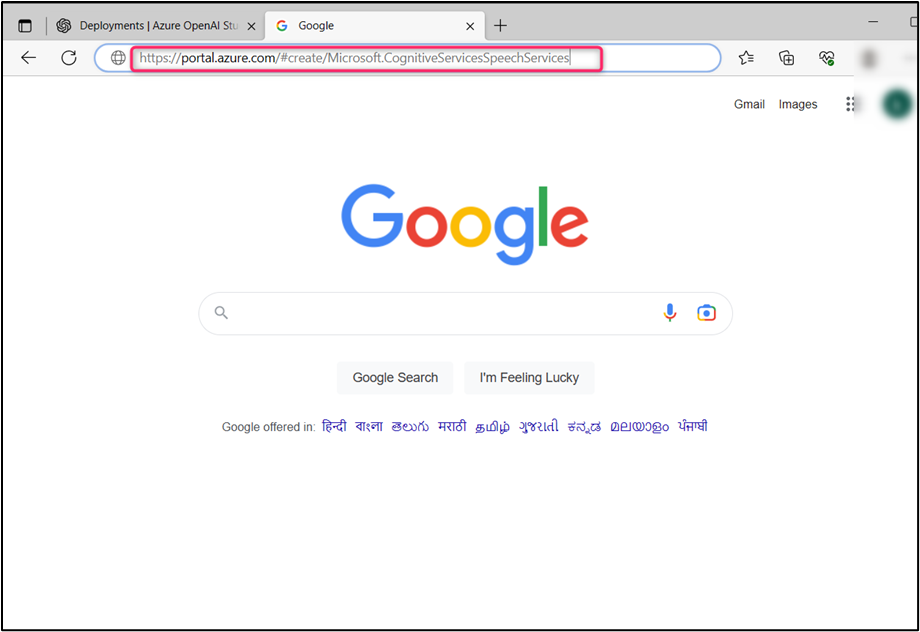 Deployments | Azure OpenAI Stu
Google
https://portal.azure.com/#create/Microsoft.CognitiveServicesSpeechServices
Gmail Images
Google
Google Search I'm Feeling Lucky
Google offered in: हिन्दी বাংলা తెలుగు मराठी தமிழ் ગુજરાતી ಕನ್ನಡ മലയാളം ਪੰਜਾਬੀ